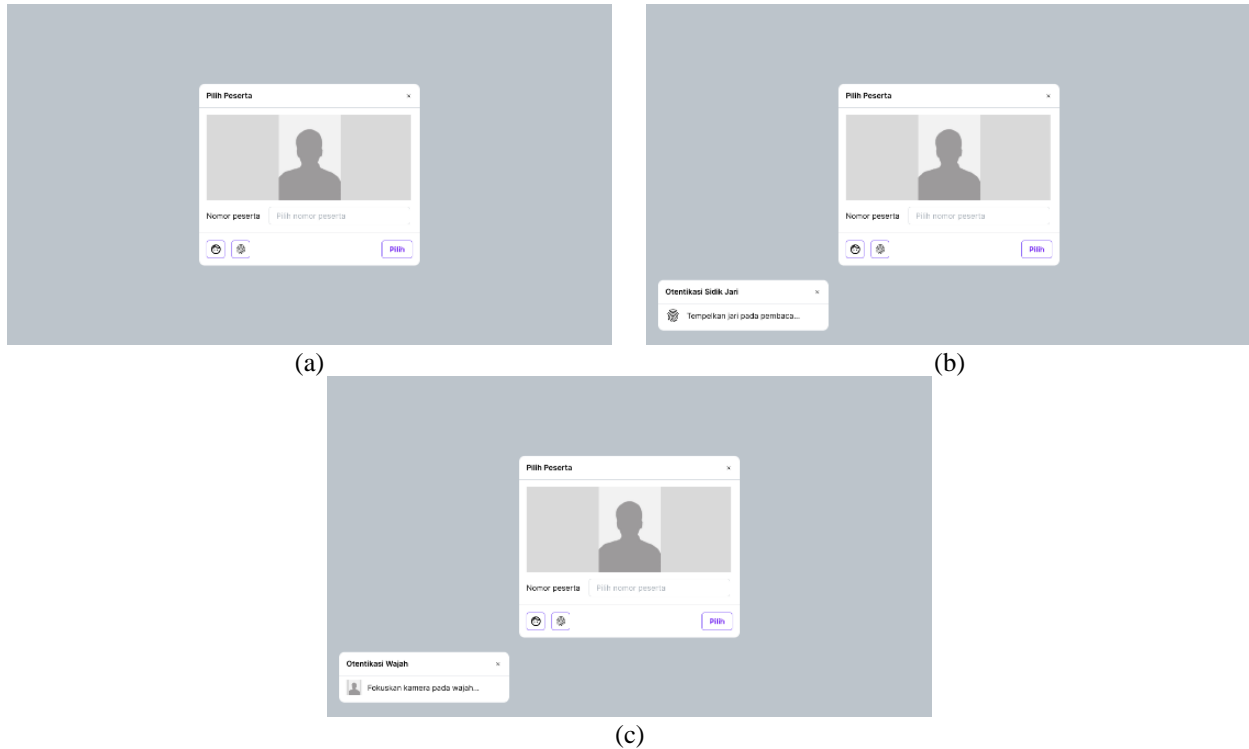 Pilih Peserta ×
Nomor peserta Pilih nomor peserta
Pilih
(a)
Pilih Peserta ×
Nomor peserta Pilih nomor peserta
Pilih
Otentikasi Sidik Jari ×
Tempelkan jari pada pembaca...
(b)
Pilih Peserta ×
Nomor peserta Pilih nomor peserta
Pilih
Otentikasi Wajah ×
Fokuskan kamera pada wajah...
(c)